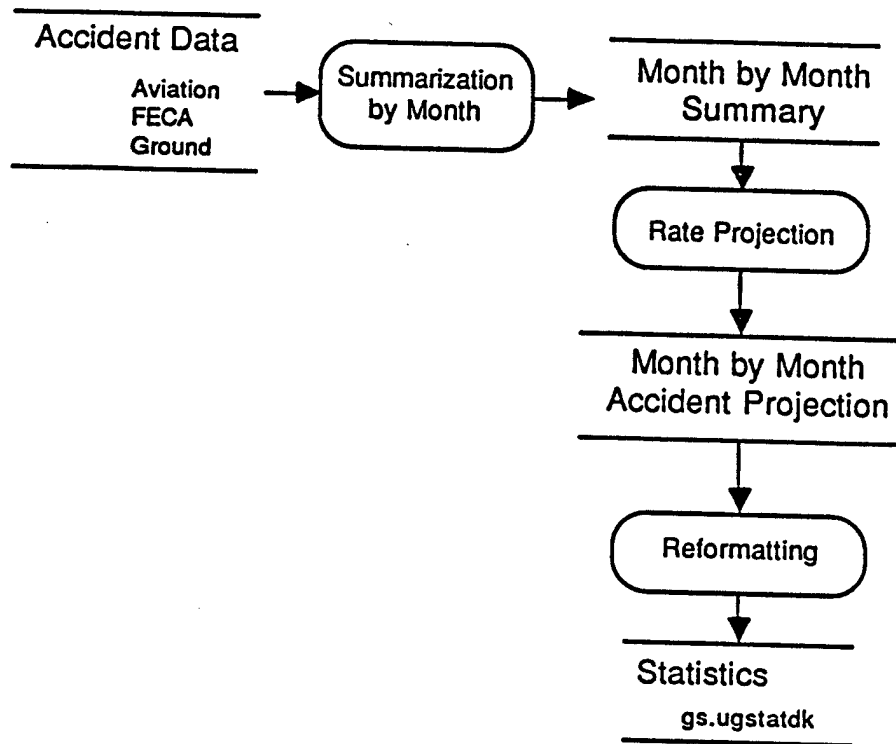 Accident Data
Aviation
FECA
Ground
Summarization
by Month
Month by Month
Summary
Rate Projection
Month by Month
Accident Projection
Reformatting
Statistics
gs.ugstatdk